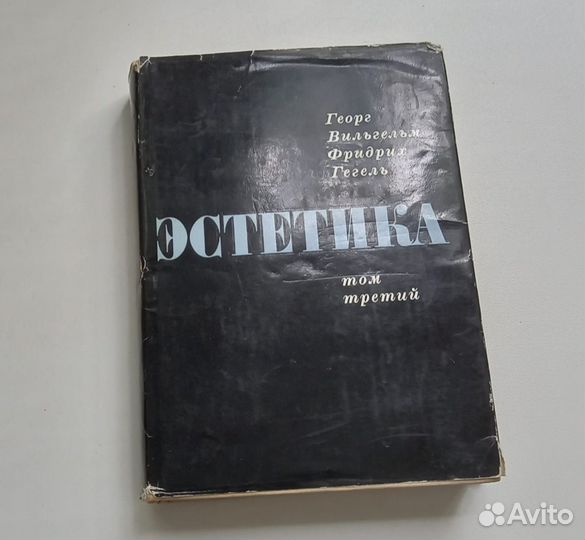 Георг
Вильгельм
Фридрих
Гегель
ЭСТЕТИКА
том
третий
Avito